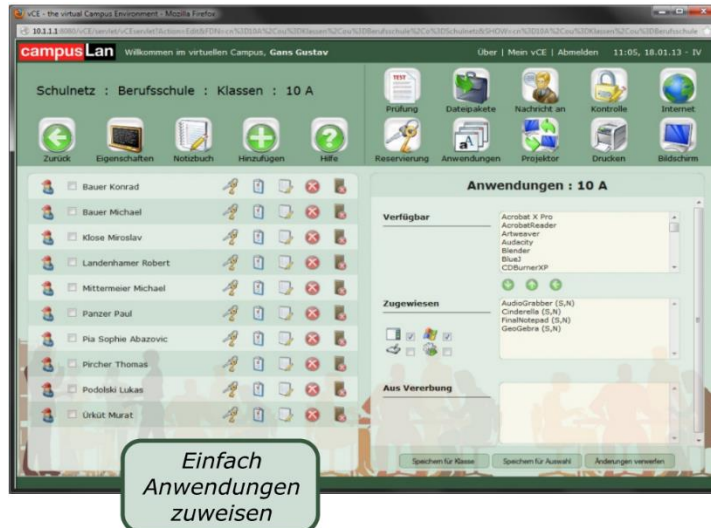 vCE - the virtual Campus Environment - Mozilla Firefox
campusLan Willkommen im virtuellen Campus, Gans Gustav Über | Mein vCE | Abmelden 11:05, 18.01.13 - IV
Schulnetz : Berufsschule : Klassen : 10 A
Prüfung Dateipakete Nachricht an Kontrolle Internet
Zurück Eigenschaften Notizbuch Hinzufügen Hilfe
Reservierung Anwendungen Projektor Drucken Bildschirm
Bauer Konrad
Bauer Michael
Klose Miroslav
Landenhamer Robert
Mittermeier Michael
Panzer Paul
Pia Sophie Abazovic
Pircher Thomas
Podolski Lukas
Ürküt Murat
Anwendungen : 10 A
Verfügbar
Acrobat X Pro
AcrobatReader
Artweaver
Audacity
Blender
BlueJ
CDBurnerXP
Zugewiesen
AudioGrabber (S,N)
Cinderella (S,N)
FinalNotepad (S,N)
GeoGebra (S,N)
Aus Vererbung
Speichern für Klasse Speichern für Auswahl Änderungen verwerfen
Einfach
Anwendungen
zuweisen